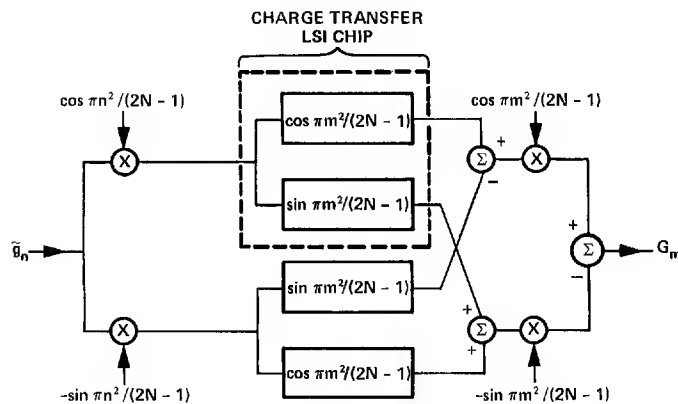 CHARGE TRANSFER
LSI CHIP
cos πn²/(2N − 1)
cos πm²/(2N − 1)
cos πm²/(2N − 1)
X
Σ
+
−
X
sin πm²/(2N − 1)
g̃ₙ
+
Σ
−
Gₘ
sin πm²/(2N − 1)
X
+
+
Σ
X
cos πm²/(2N − 1)
-sin πn²/(2N − 1)
-sin πm²/(2N − 1)